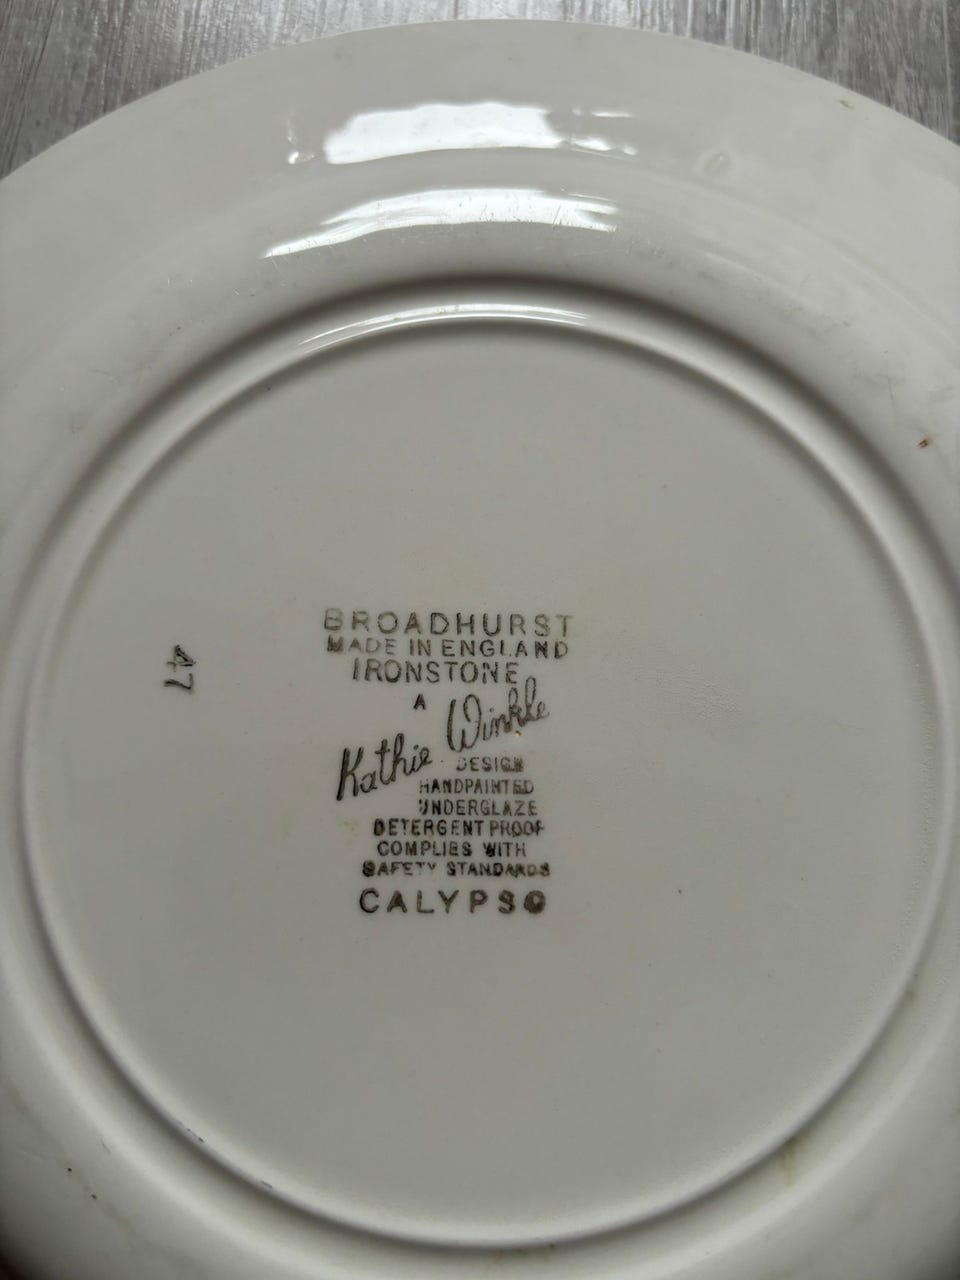 BROADHURST
MADE IN ENGLAND
IRONSTONE
A
Kathie Winkle
DESIGN
HANDPAINTED
UNDERGLAZE
DETERGENT PROOF
COMPLIES WITH
SAFETY STANDARDS
CALYPSO
47